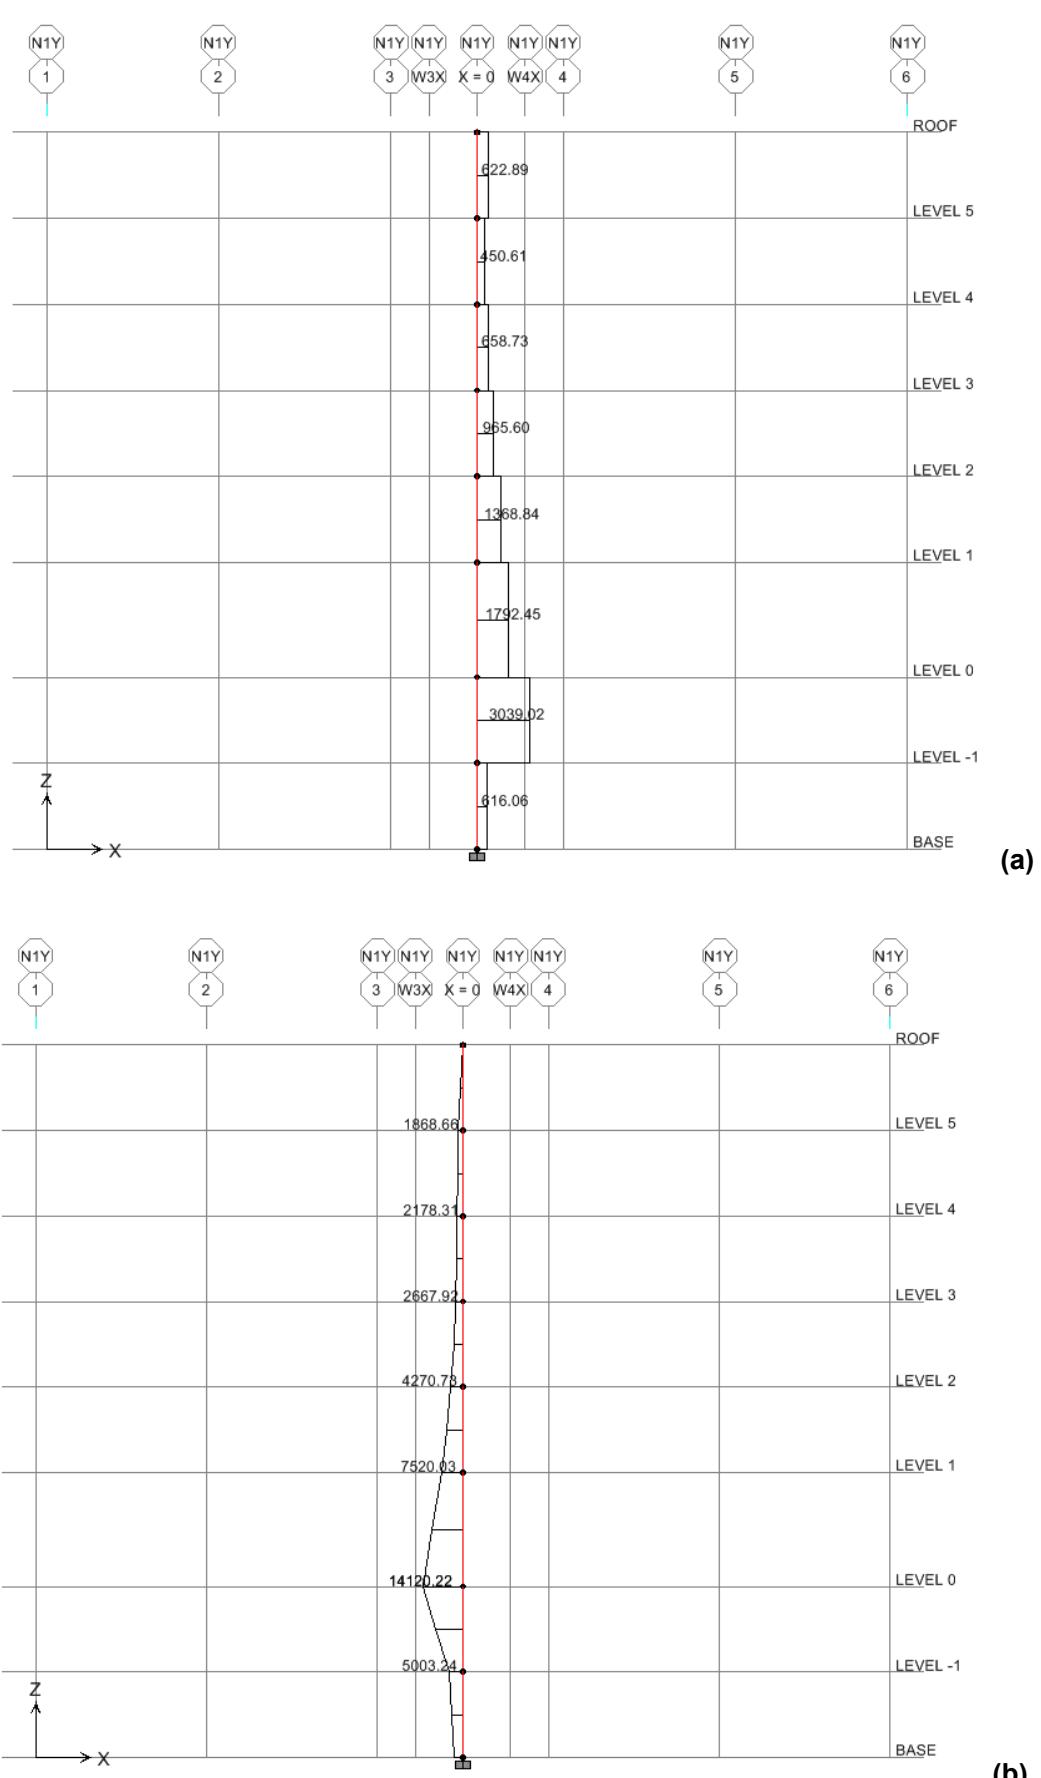 N1Y N1Y N1Y N1Y N1Y N1Y N1Y N1Y N1Y
1 2 3 W3X X = 0 W4X 4 5 6
ROOF
622.89
LEVEL 5
450.61
LEVEL 4
658.73
LEVEL 3
965.60
LEVEL 2
1368.84
LEVEL 1
1792.45
LEVEL 0
3039.02
LEVEL -1
Z
616.06
BASE
X
(a)
N1Y N1Y N1Y N1Y N1Y N1Y N1Y N1Y N1Y
1 2 3 W3X X = 0 W4X 4 5 6
ROOF
1868.66 LEVEL 5
2178.31 LEVEL 4
2667.92 LEVEL 3
4270.73 LEVEL 2
7520.03 LEVEL 1
14120.22 LEVEL 0
5003.24 LEVEL -1
Z
BASE
X
(b)